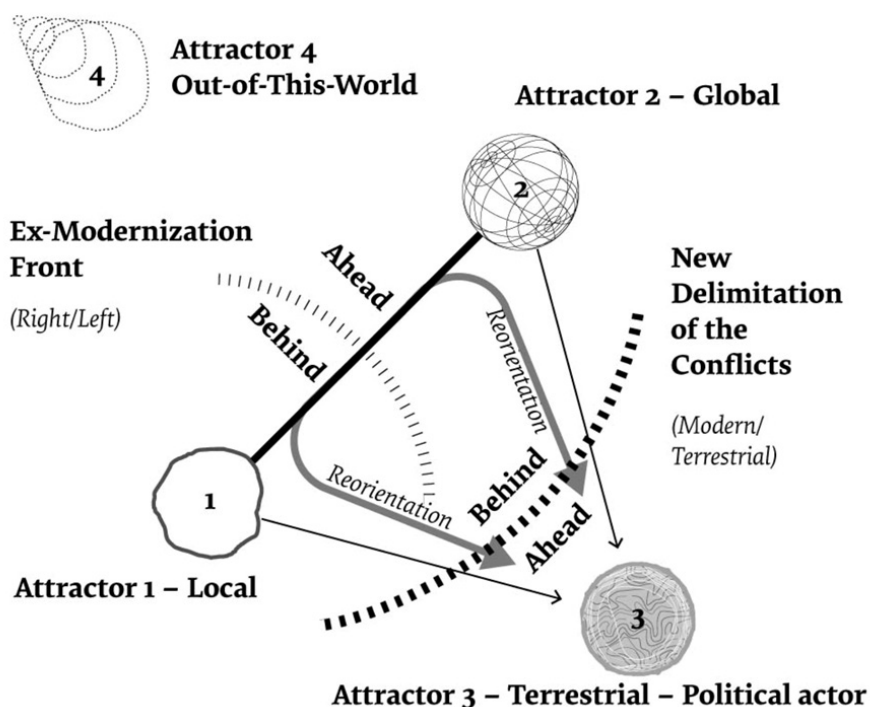 4
Attractor 4
Out-of-This-World
Attractor 2 – Global
2
Ex-Modernization
Front
(Right/Left)
Ahead
Behind
New
Delimitation
of the
Conflicts
(Modern/
Terrestrial)
Reorientation
Reorientation
Behind
Ahead
1
Attractor 1 – Local
3
Attractor 3 – Terrestrial – Political actor